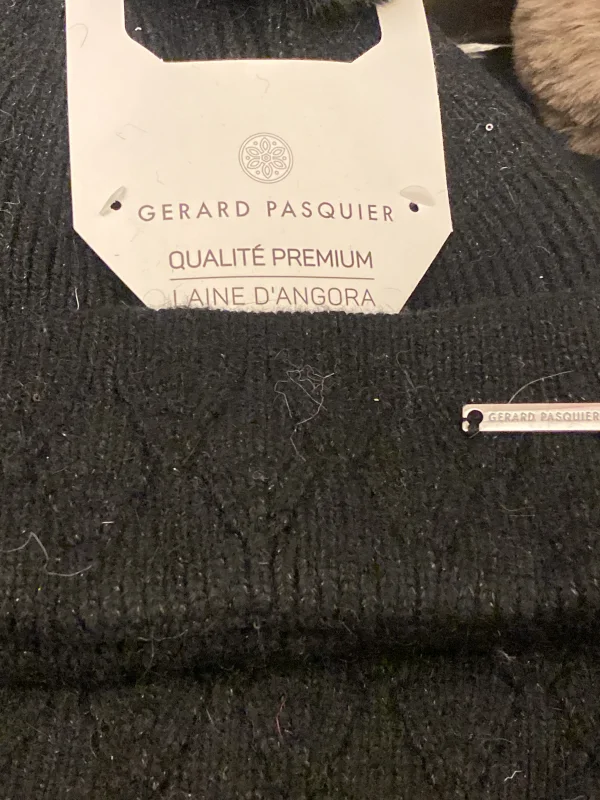 GERARD PASQUIER
QUALITÉ PREMIUM
LAINE D'ANGORA
GERARD PASQUIER